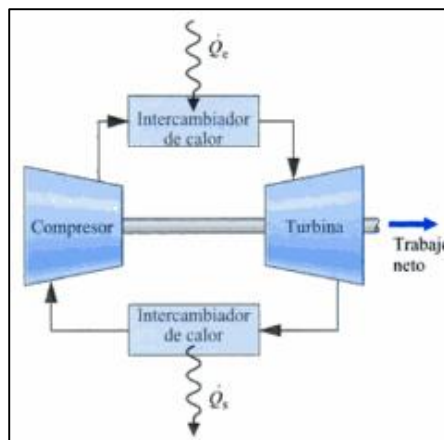 Q̇e
Intercambiador
de calor
Compresor
Turbina
Trabajo
neto
Intercambiador
de calor
Q̇s